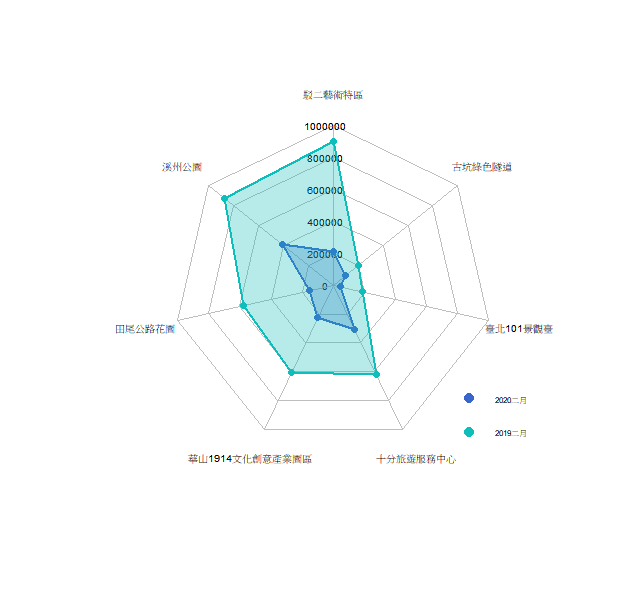 駁二藝術特區
1000000
溪州公園
800000
古坑綠色隧道
600000
400000
200000
0
田尾公路花園
臺北101景觀臺
2020二月
2019二月
華山1914文化創意產業園區
十分旅遊服務中心